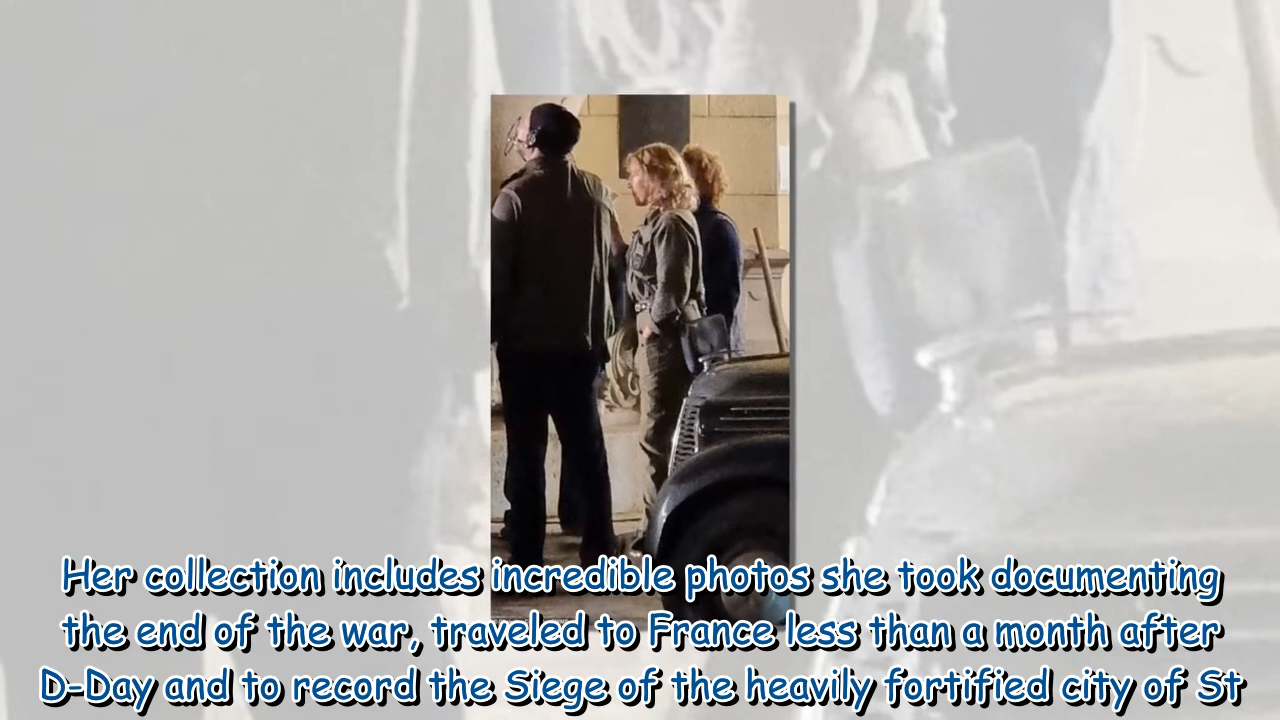 Her collection includes incredible photos she took documenting
the end of the war, traveled to France less than a month after
D-Day and to record the Siege of the heavily fortified city of St